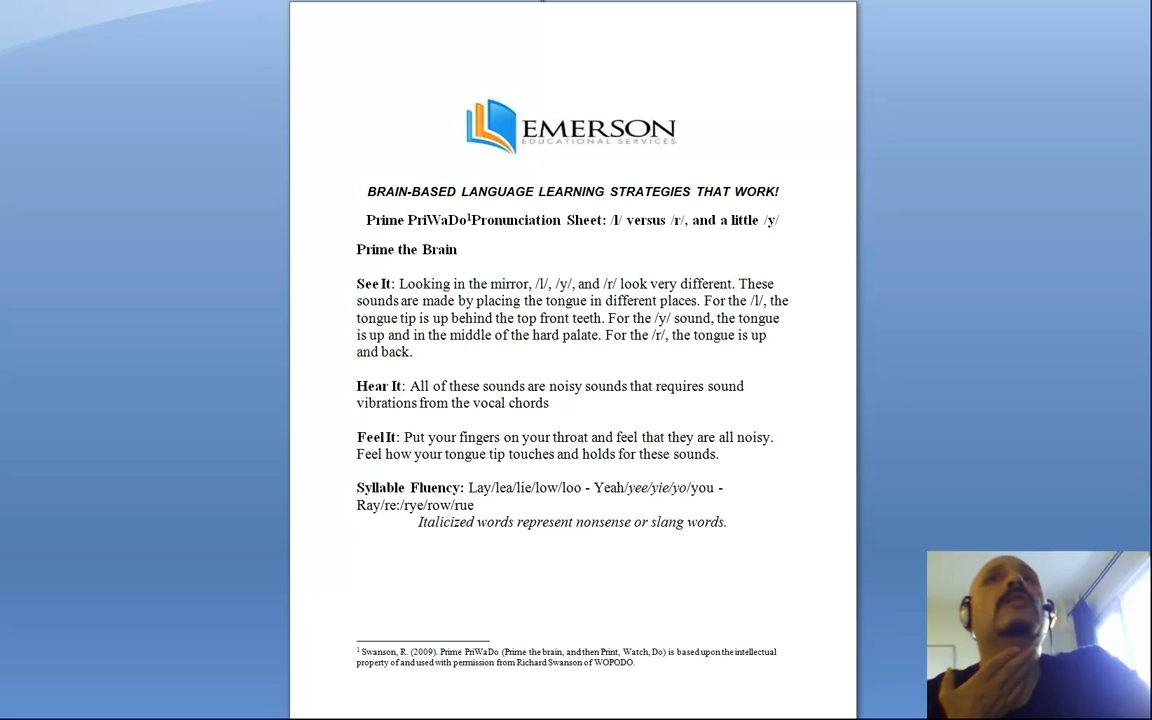 EMERSON
EDUCATIONAL SERVICES
BRAIN-BASED LANGUAGE LEARNING STRATEGIES THAT WORK!
Prime PriWaDo¹Pronunciation Sheet: /l/ versus /r/, and a little /y/
Prime the Brain
See It: Looking in the mirror, /l/, /y/, and /r/ look very different. These
sounds are made by placing the tongue in different places. For the /l/, the
tongue tip is up behind the top front teeth. For the /y/ sound, the tongue
is up and in the middle of the hard palate. For the /r/, the tongue is up
and back.
Hear It: All of these sounds are noisy sounds that requires sound
vibrations from the vocal chords
Feel It: Put your fingers on your throat and feel that they are all noisy.
Feel how your tongue tip touches and holds for these sounds.
Syllable Fluency: Lay/lea/lie/low/loo - Yeah/yee/yie/yo/you -
Ray/re:/rye/row/rue
Italicized words represent nonsense or slang words.
¹ Swanson, R. (2009). Prime PriWaDo (Prime the brain, and then Print, Watch, Do) is based upon the intellectual
property of and used with permission from Richard Swanson of WOPODO.